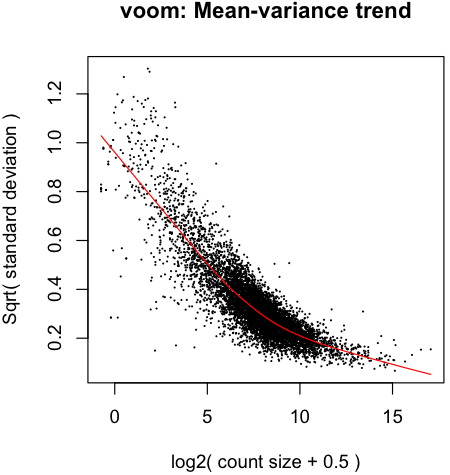 voom: Mean-variance trend
Sqrt( standard deviation )
1.2
1.0
0.8
0.6
0.4
0.2
0 5 10 15
log2( count size + 0.5 )